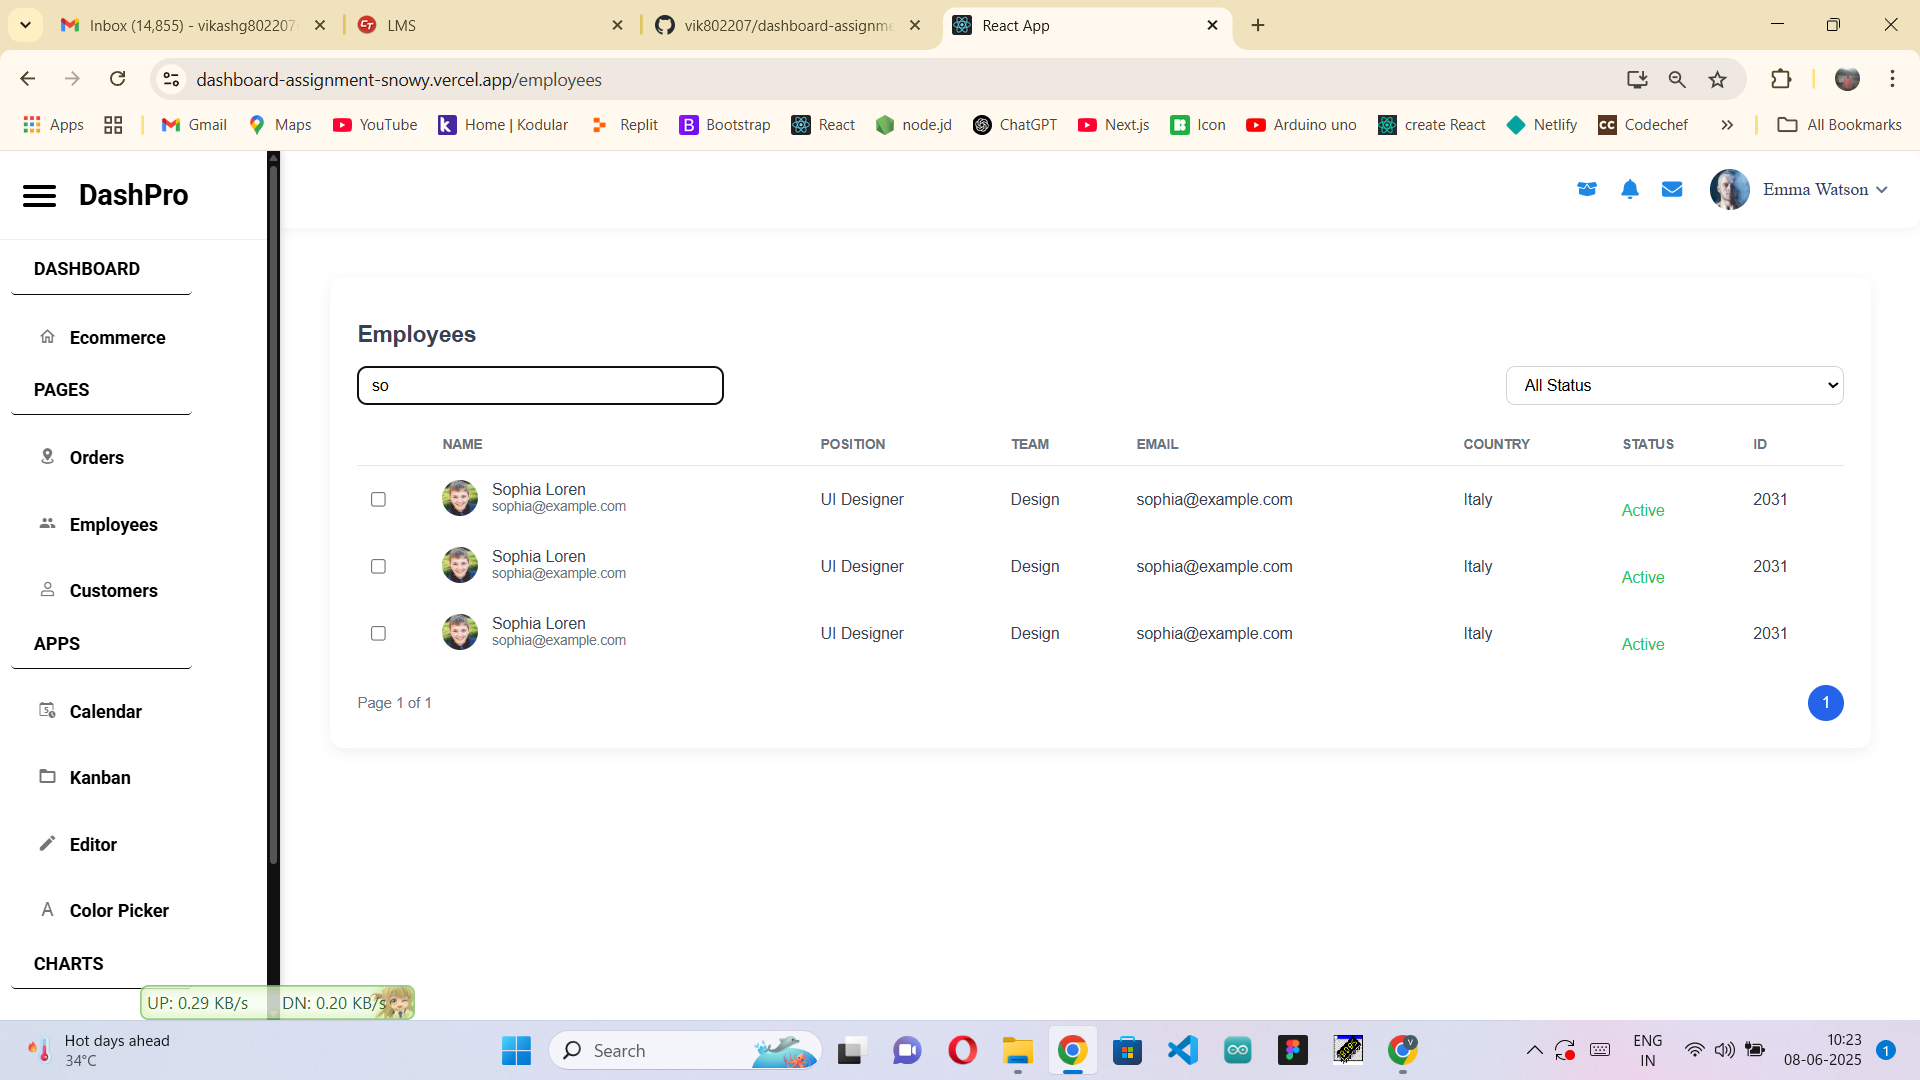 Inbox (14,855) - vikashg802207
LMS
vik802207/dashboard-assignme
React App
dashboard-assignment-snowy.vercel.app/employees
Apps
Gmail
Maps
YouTube
Home | Kodular
Replit
Bootstrap
React
node.jd
ChatGPT
Next.js
Icon
Arduino uno
create React
Netlify
Codechef
All Bookmarks
DashPro
Emma Watson
DASHBOARD
Ecommerce
PAGES
Orders
Employees
Customers
APPS
Calendar
Kanban
Editor
Color Picker
CHARTS
Employees
so
All Status
NAME POSITION TEAM EMAIL COUNTRY STATUS ID
Sophia Loren
sophia@example.com
UI Designer Design sophia@example.com Italy Active 2031
Sophia Loren
sophia@example.com
UI Designer Design sophia@example.com Italy Active 2031
Sophia Loren
sophia@example.com
UI Designer Design sophia@example.com Italy Active 2031
Page 1 of 1
1
UP: 0.29 KB/s DN: 0.20 KB/s
Hot days ahead
34°C
Search
ENG
IN
10:23
08-06-2025
1